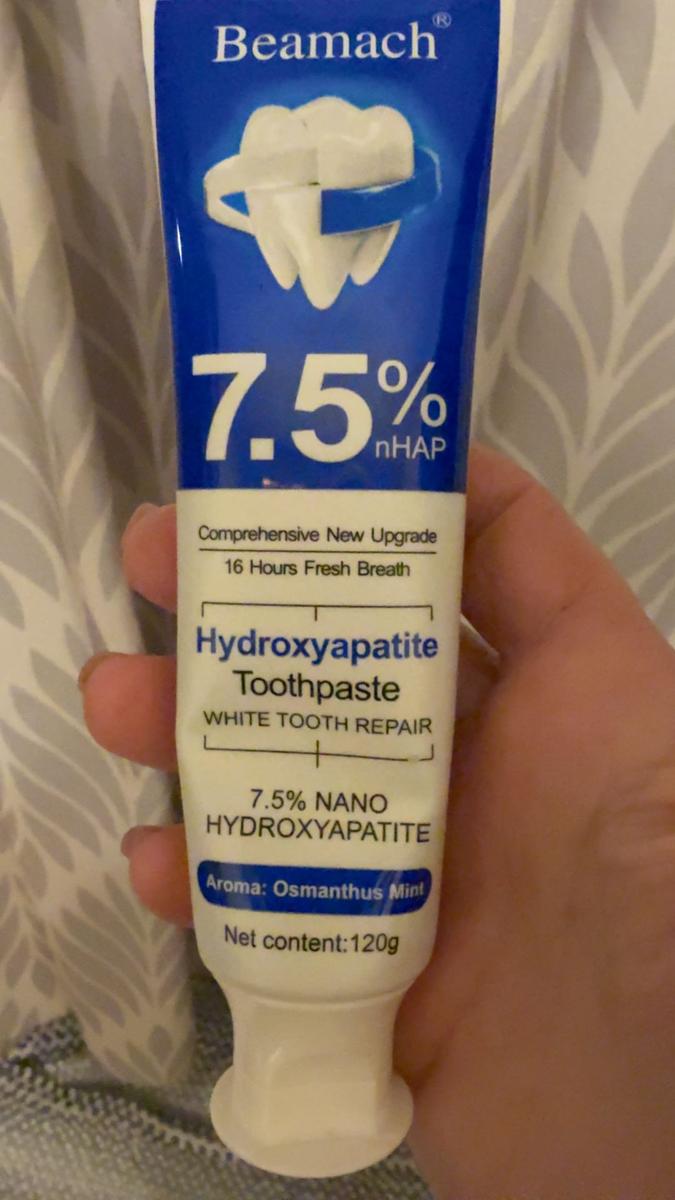 Beamach®
7.5%
nHAP
Comprehensive New Upgrade
16 Hours Fresh Breath
Hydroxyapatite
Toothpaste
WHITE TOOTH REPAIR
7.5% NANO
HYDROXYAPATITE
Aroma: Osmanthus Mint
Net content:120g